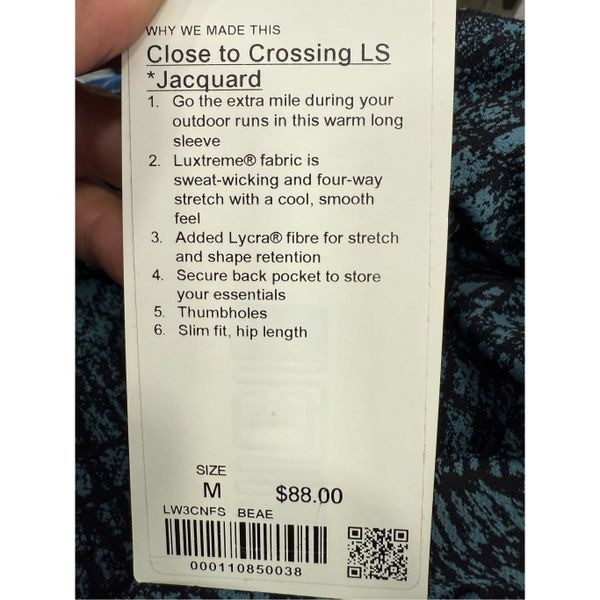 WHY WE MADE THIS
Close to Crossing LS
*Jacquard
1. Go the extra mile during your
outdoor runs in this warm long
sleeve
2. Luxtreme® fabric is
sweat-wicking and four-way
stretch with a cool, smooth
feel
3. Added Lycra® fibre for stretch
and shape retention
4. Secure back pocket to store
your essentials
5. Thumbholes
6. Slim fit, hip length
SIZE
M $88.00
LW3CNFS BEAE
000110850038